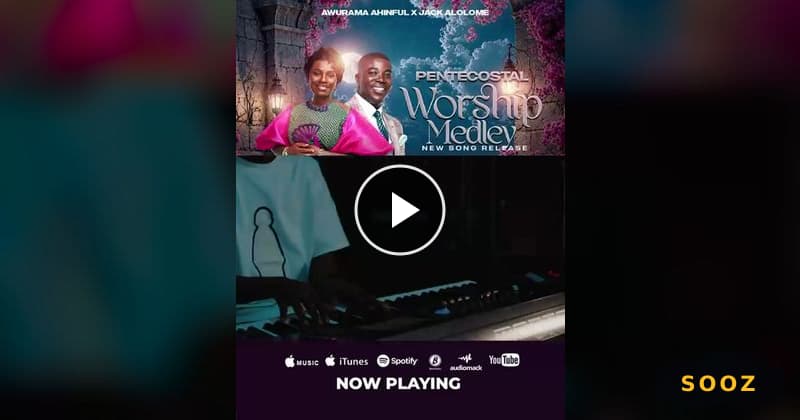 AWURAMA AHINFUL X JACK ALOLOME
PENTECOSTAL
Worship
Medley
NEW SONG RELEASE
MUSIC iTunes Spotify audiomack YouTube
NOW PLAYING
SOOZ